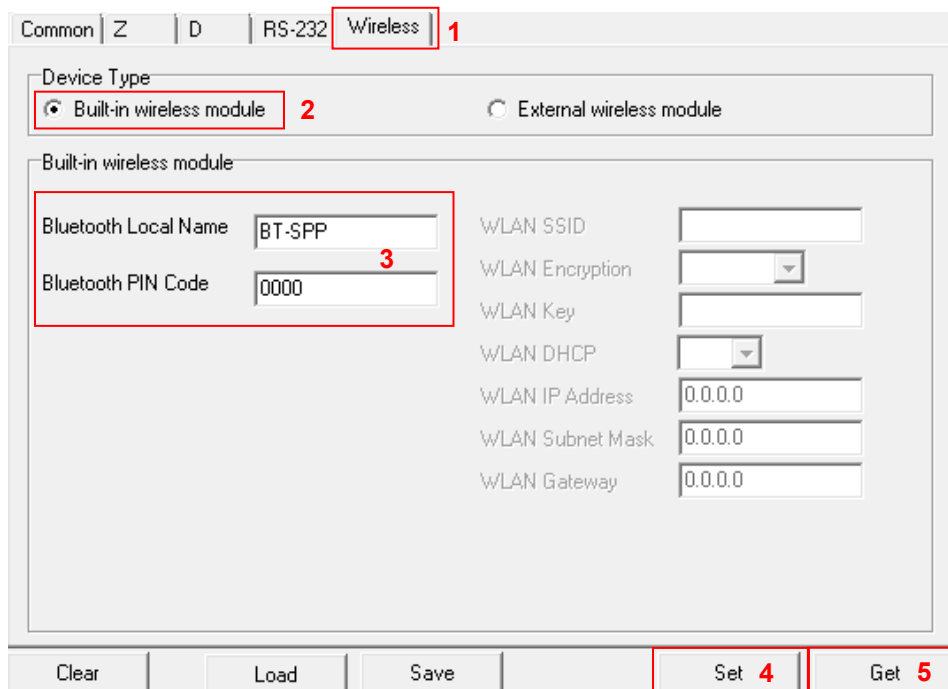 Common Z D RS-232 Wireless 1
Device Type
Built-in wireless module 2 External wireless module
Built-in wireless module
Bluetooth Local Name BT-SPP WLAN SSID
3
WLAN Encryption
Bluetooth PIN Code 0000
WLAN Key
WLAN DHCP
WLAN IP Address 0.0.0.0
WLAN Subnet Mask 0.0.0.0
WLAN Gateway 0.0.0.0
Clear Load Save Set 4 Get 5